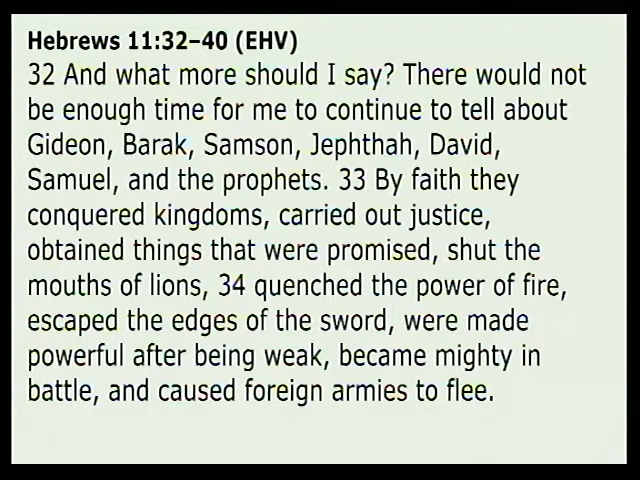 Hebrews 11:32–40 (EHV)
32 And what more should I say? There would not
be enough time for me to continue to tell about
Gideon, Barak, Samson, Jephthah, David,
Samuel, and the prophets. 33 By faith they
conquered kingdoms, carried out justice,
obtained things that were promised, shut the
mouths of lions, 34 quenched the power of fire,
escaped the edges of the sword, were made
powerful after being weak, became mighty in
battle, and caused foreign armies to flee.